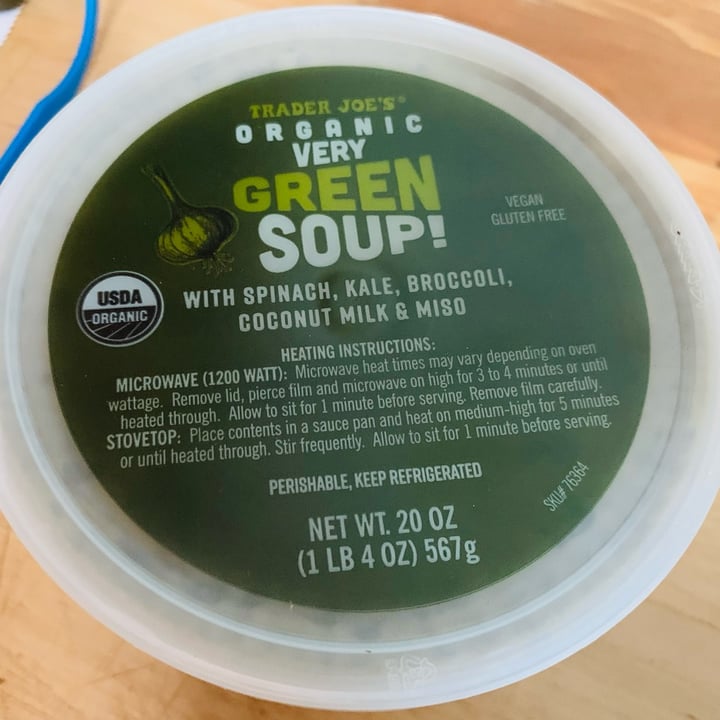 TRADER JOE'S®
ORGANIC
VERY
GREEN
SOUP!
VEGAN
GLUTEN FREE
USDA
ORGANIC
WITH SPINACH, KALE, BROCCOLI,
COCONUT MILK & MISO
HEATING INSTRUCTIONS:
MICROWAVE (1200 WATT): Microwave heat times may vary depending on oven
wattage. Remove lid, pierce film and microwave on high for 3 to 4 minutes or until
heated through. Allow to sit for 1 minute before serving. Remove film carefully.
STOVETOP: Place contents in a sauce pan and heat on medium-high for 5 minutes
or until heated through. Stir frequently. Allow to sit for 1 minute before serving.
PERISHABLE, KEEP REFRIGERATED
SKU# 76364
NET WT. 20 OZ
(1 LB 4 OZ) 567g